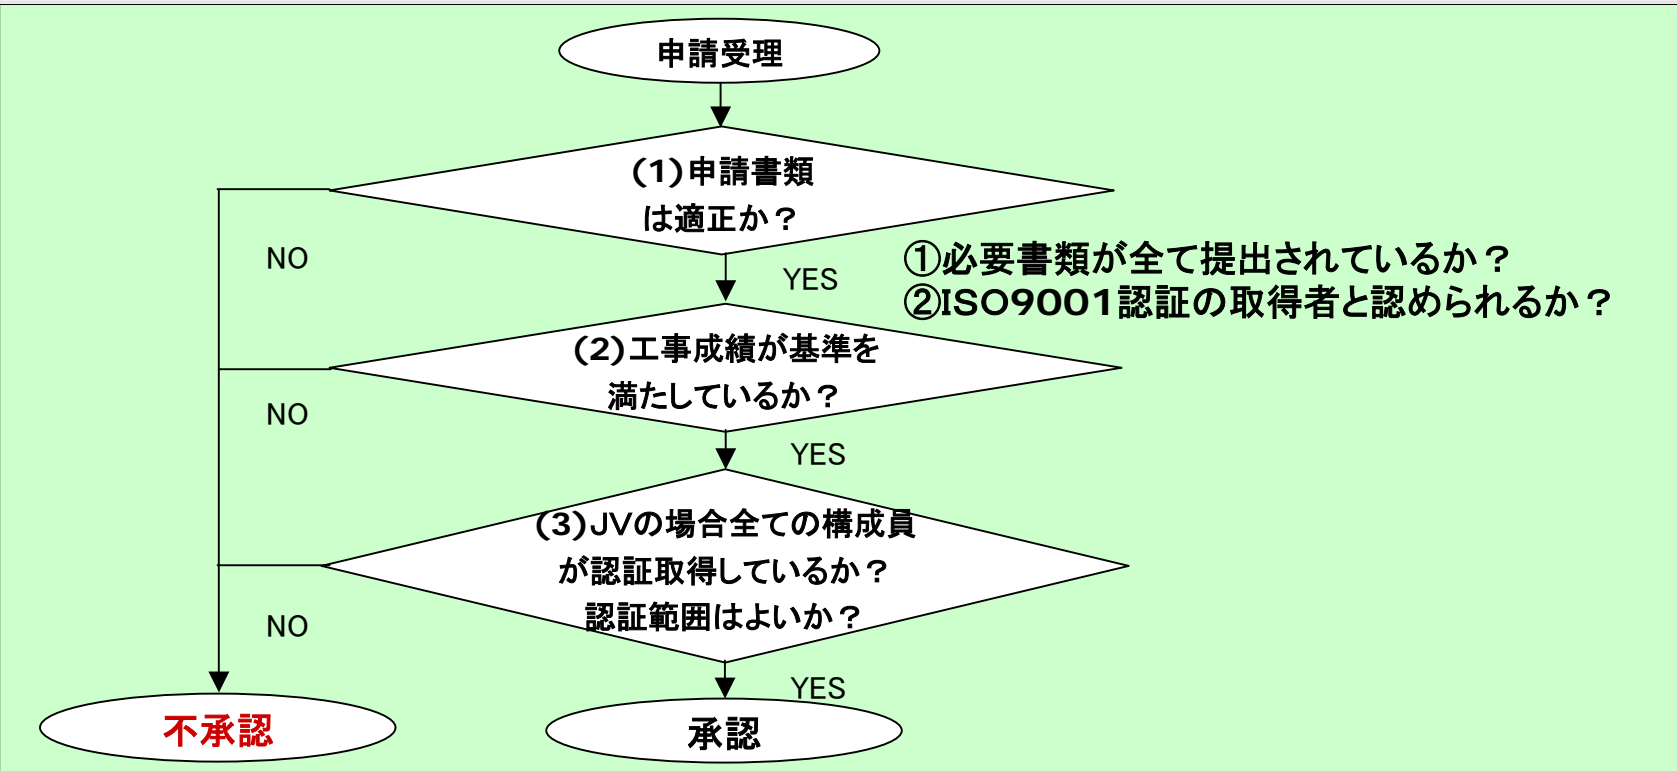 申請受理
(1)申請書類
は適正か？
NO
YES
①必要書類が全て提出されているか？
②ISO9001認証の取得者と認められるか？
(2)工事成績が基準を
満たしているか？
NO
YES
(3)JVの場合全ての構成員
が認証取得しているか？
認証範囲はよいか？
NO
YES
不承認
承認